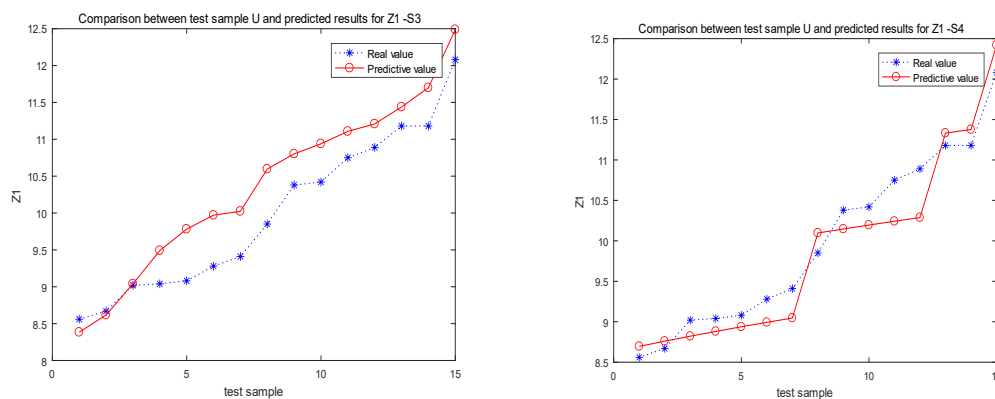 Comparison between test sample U and predicted results for Z1 -S3
12.5
12
11.5
11
10.5
10
9.5
9
8.5
8
Z1
0
5
10
15
test sample
Real value
Predictive value
Comparison between test sample U and predicted results for Z1 -S4
12.5
12
11.5
11
10.5
10
9.5
9
8.5
Z1
0
5
10
test sample
Real value
Predictive value